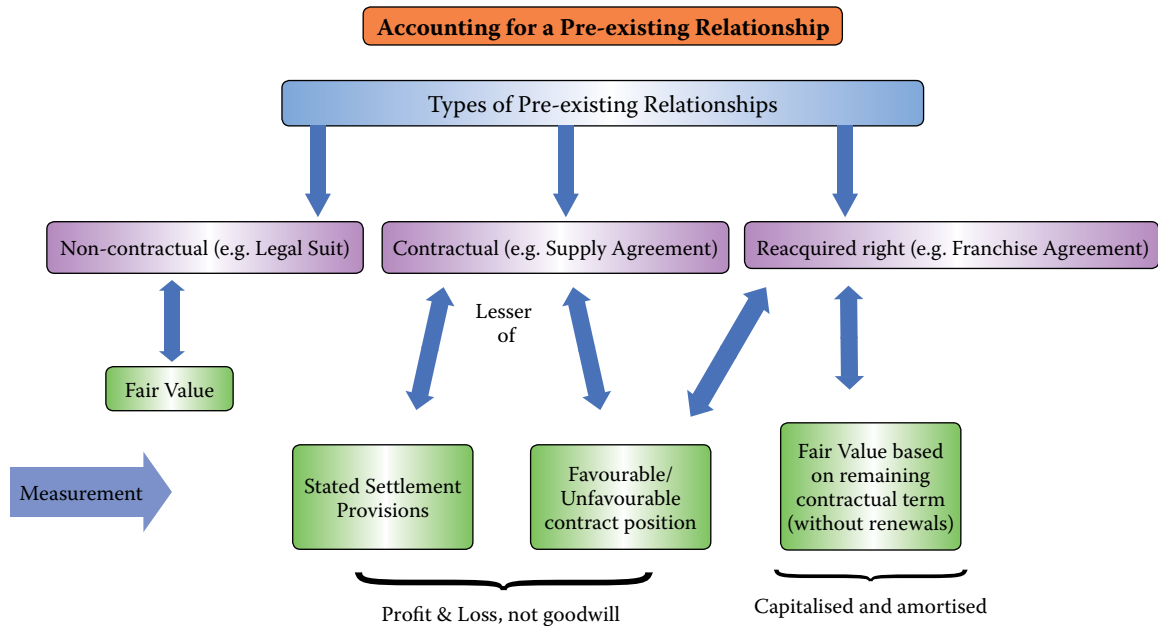 Accounting for a Pre-existing Relationship
Types of Pre-existing Relationships
Non-contractual (e.g. Legal Suit)
Contractual (e.g. Supply Agreement)
Reacquired right (e.g. Franchise Agreement)
Lesser
of
Fair Value
Measurement
Stated Settlement
Provisions
Favourable/
Unfavourable
contract position
Fair Value based
on remaining
contractual term
(without renewals)
Profit & Loss, not goodwill
Capitalised and amortised